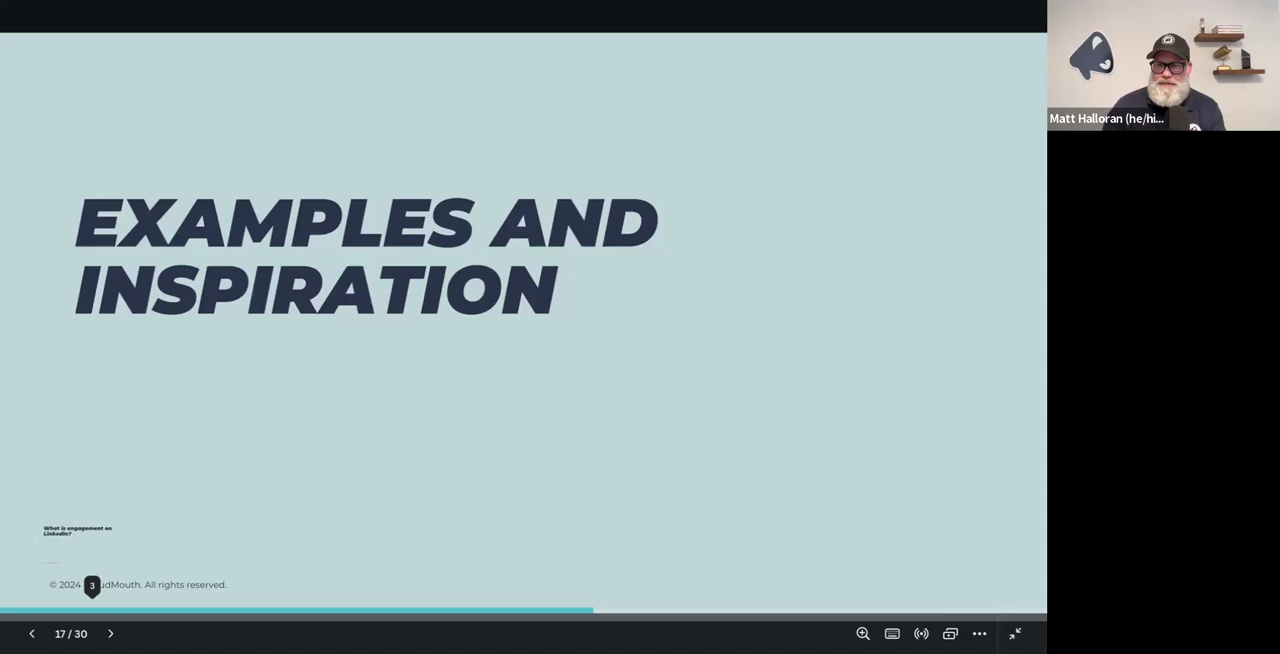 EXAMPLES AND
INSPIRATION
Matt Halloran (he/hi...
What is engagement on
LinkedIn?
© 2024 udMouth. All rights reserved.
3
17 / 30